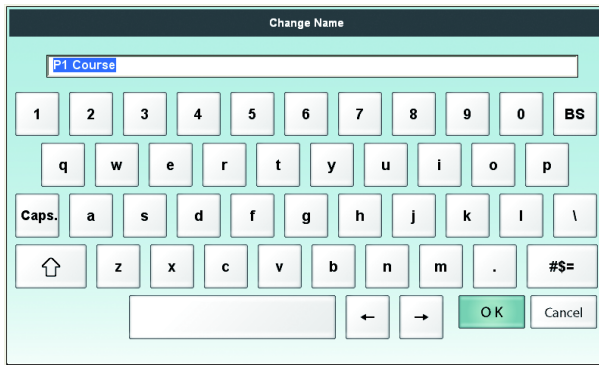 Change Name
P1 Course
1 2 3 4 5 6 7 8 9 0 BS
q w e r t y u i o p
Caps. a s d f g h j k l \
z x c v b n m . #$=
← → OK Cancel